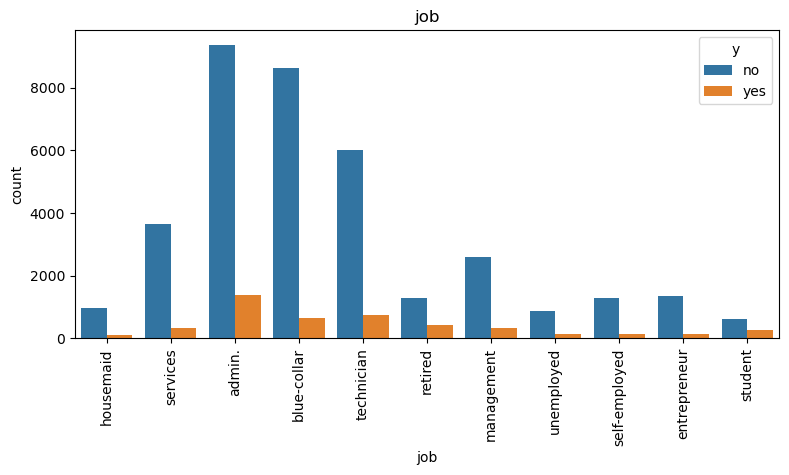 job
y
no
yes
count
8000
6000
4000
2000
0
housemaid
services
admin.
blue-collar
technician
retired
management
unemployed
self-employed
entrepreneur
student
job